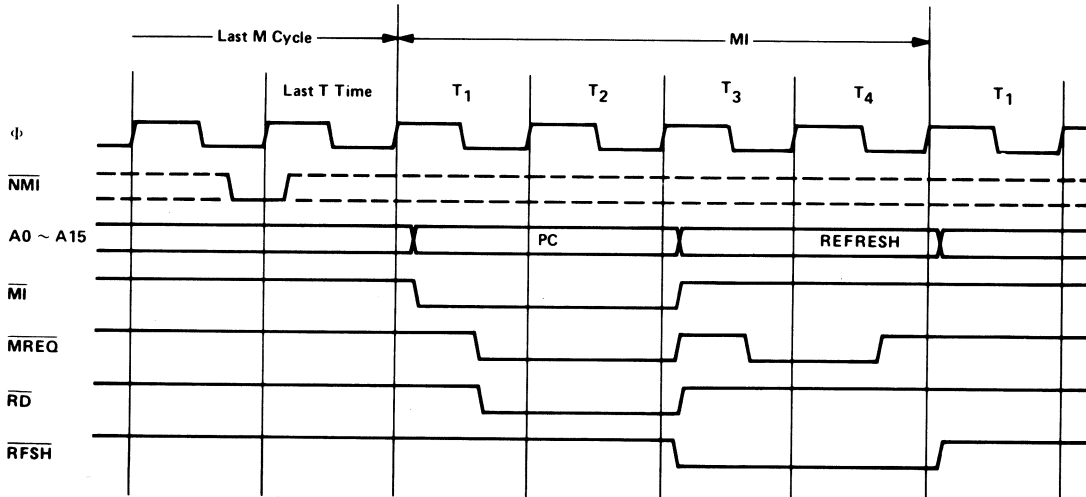 Last M Cycle MI
Last T Time T1 T2 T3 T4 T1
Φ
NMI
A0 ~ A15 PC REFRESH
MI
MREQ
RD
RFSH